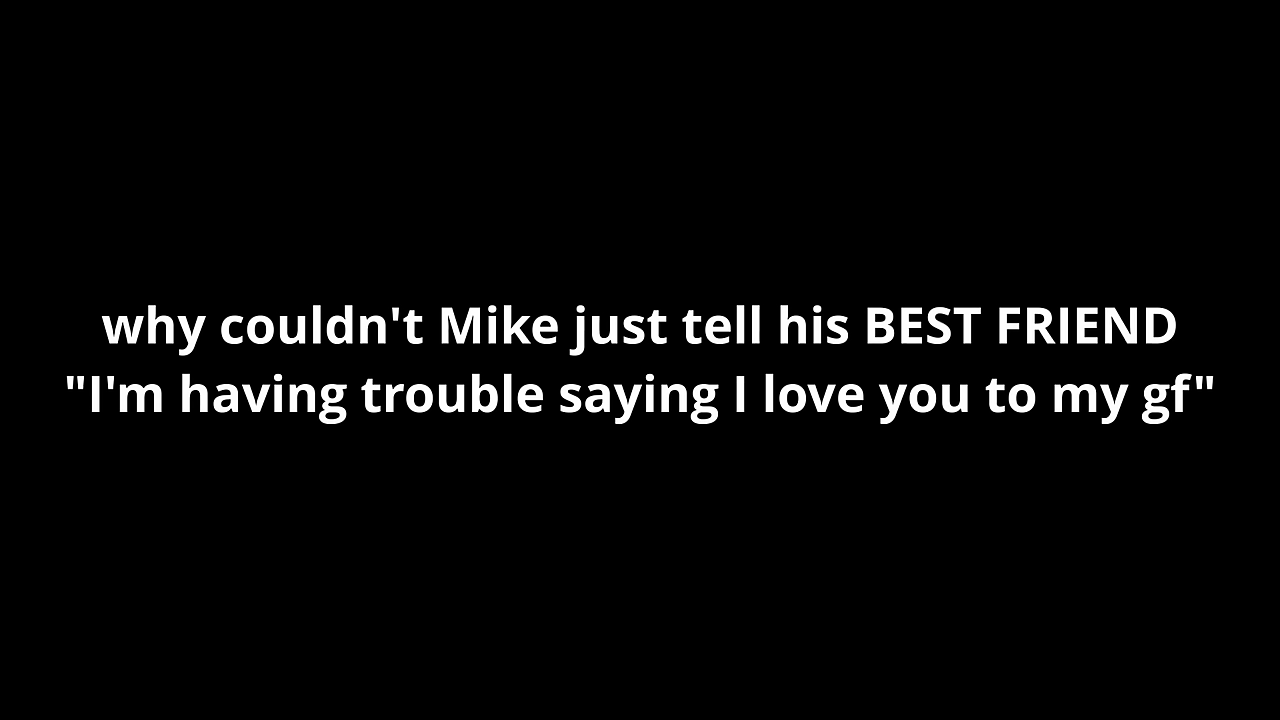 why couldn't Mike just tell his BEST FRIEND
"I'm having trouble saying I love you to my gf"